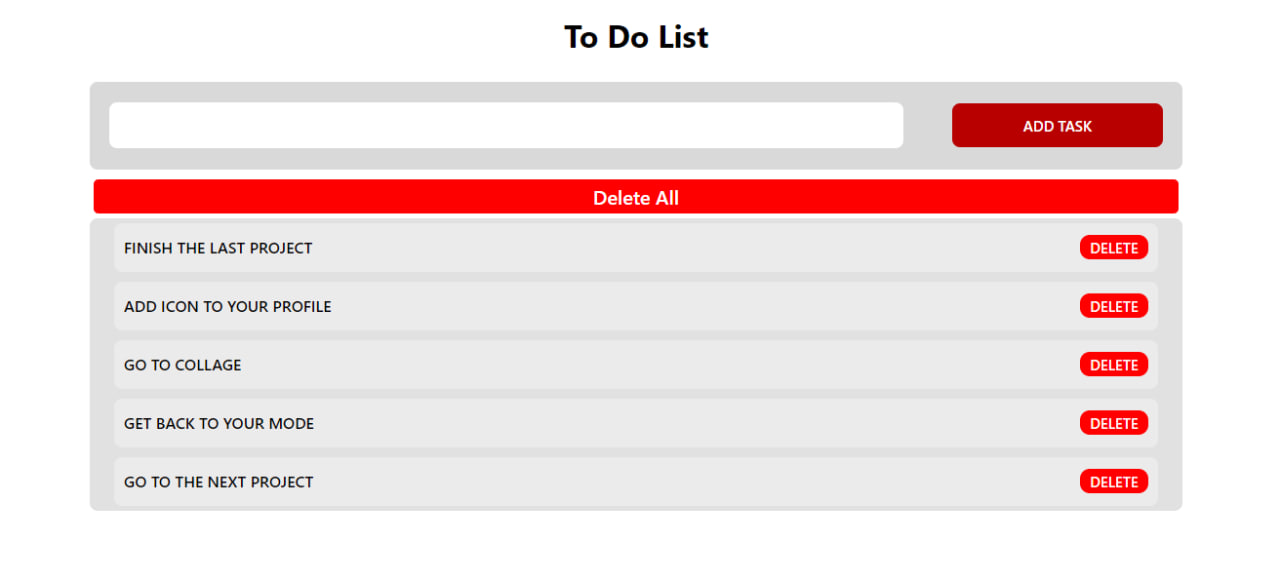 To Do List
ADD TASK
Delete All
FINISH THE LAST PROJECT DELETE
ADD ICON TO YOUR PROFILE DELETE
GO TO COLLAGE DELETE
GET BACK TO YOUR MODE DELETE
GO TO THE NEXT PROJECT DELETE